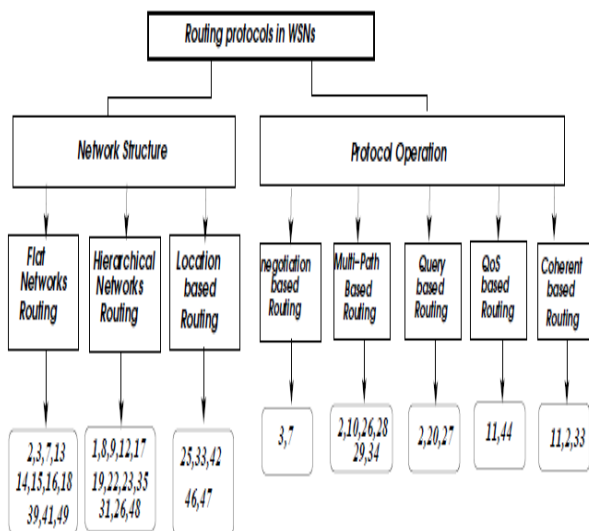 Routing protocols in WSNs
Network Structure
Protocol Operation
Flat
Networks
Routing
Hierarchical
Networks
Routing
Location
based
Routing
negotiation
based
Routing
Multi-Path
Based
Routing
Query
based
Routing
QoS
based
Routing
Coherent
based
Routing
2,3,7,13
14,15,16,18
39,41,49
1,8,9,12,17
19,22,23,35
31,26,48
25,33,42
46,47
3,7
2,10,26,28
29,34
2,20,27
11,44
11,2,33